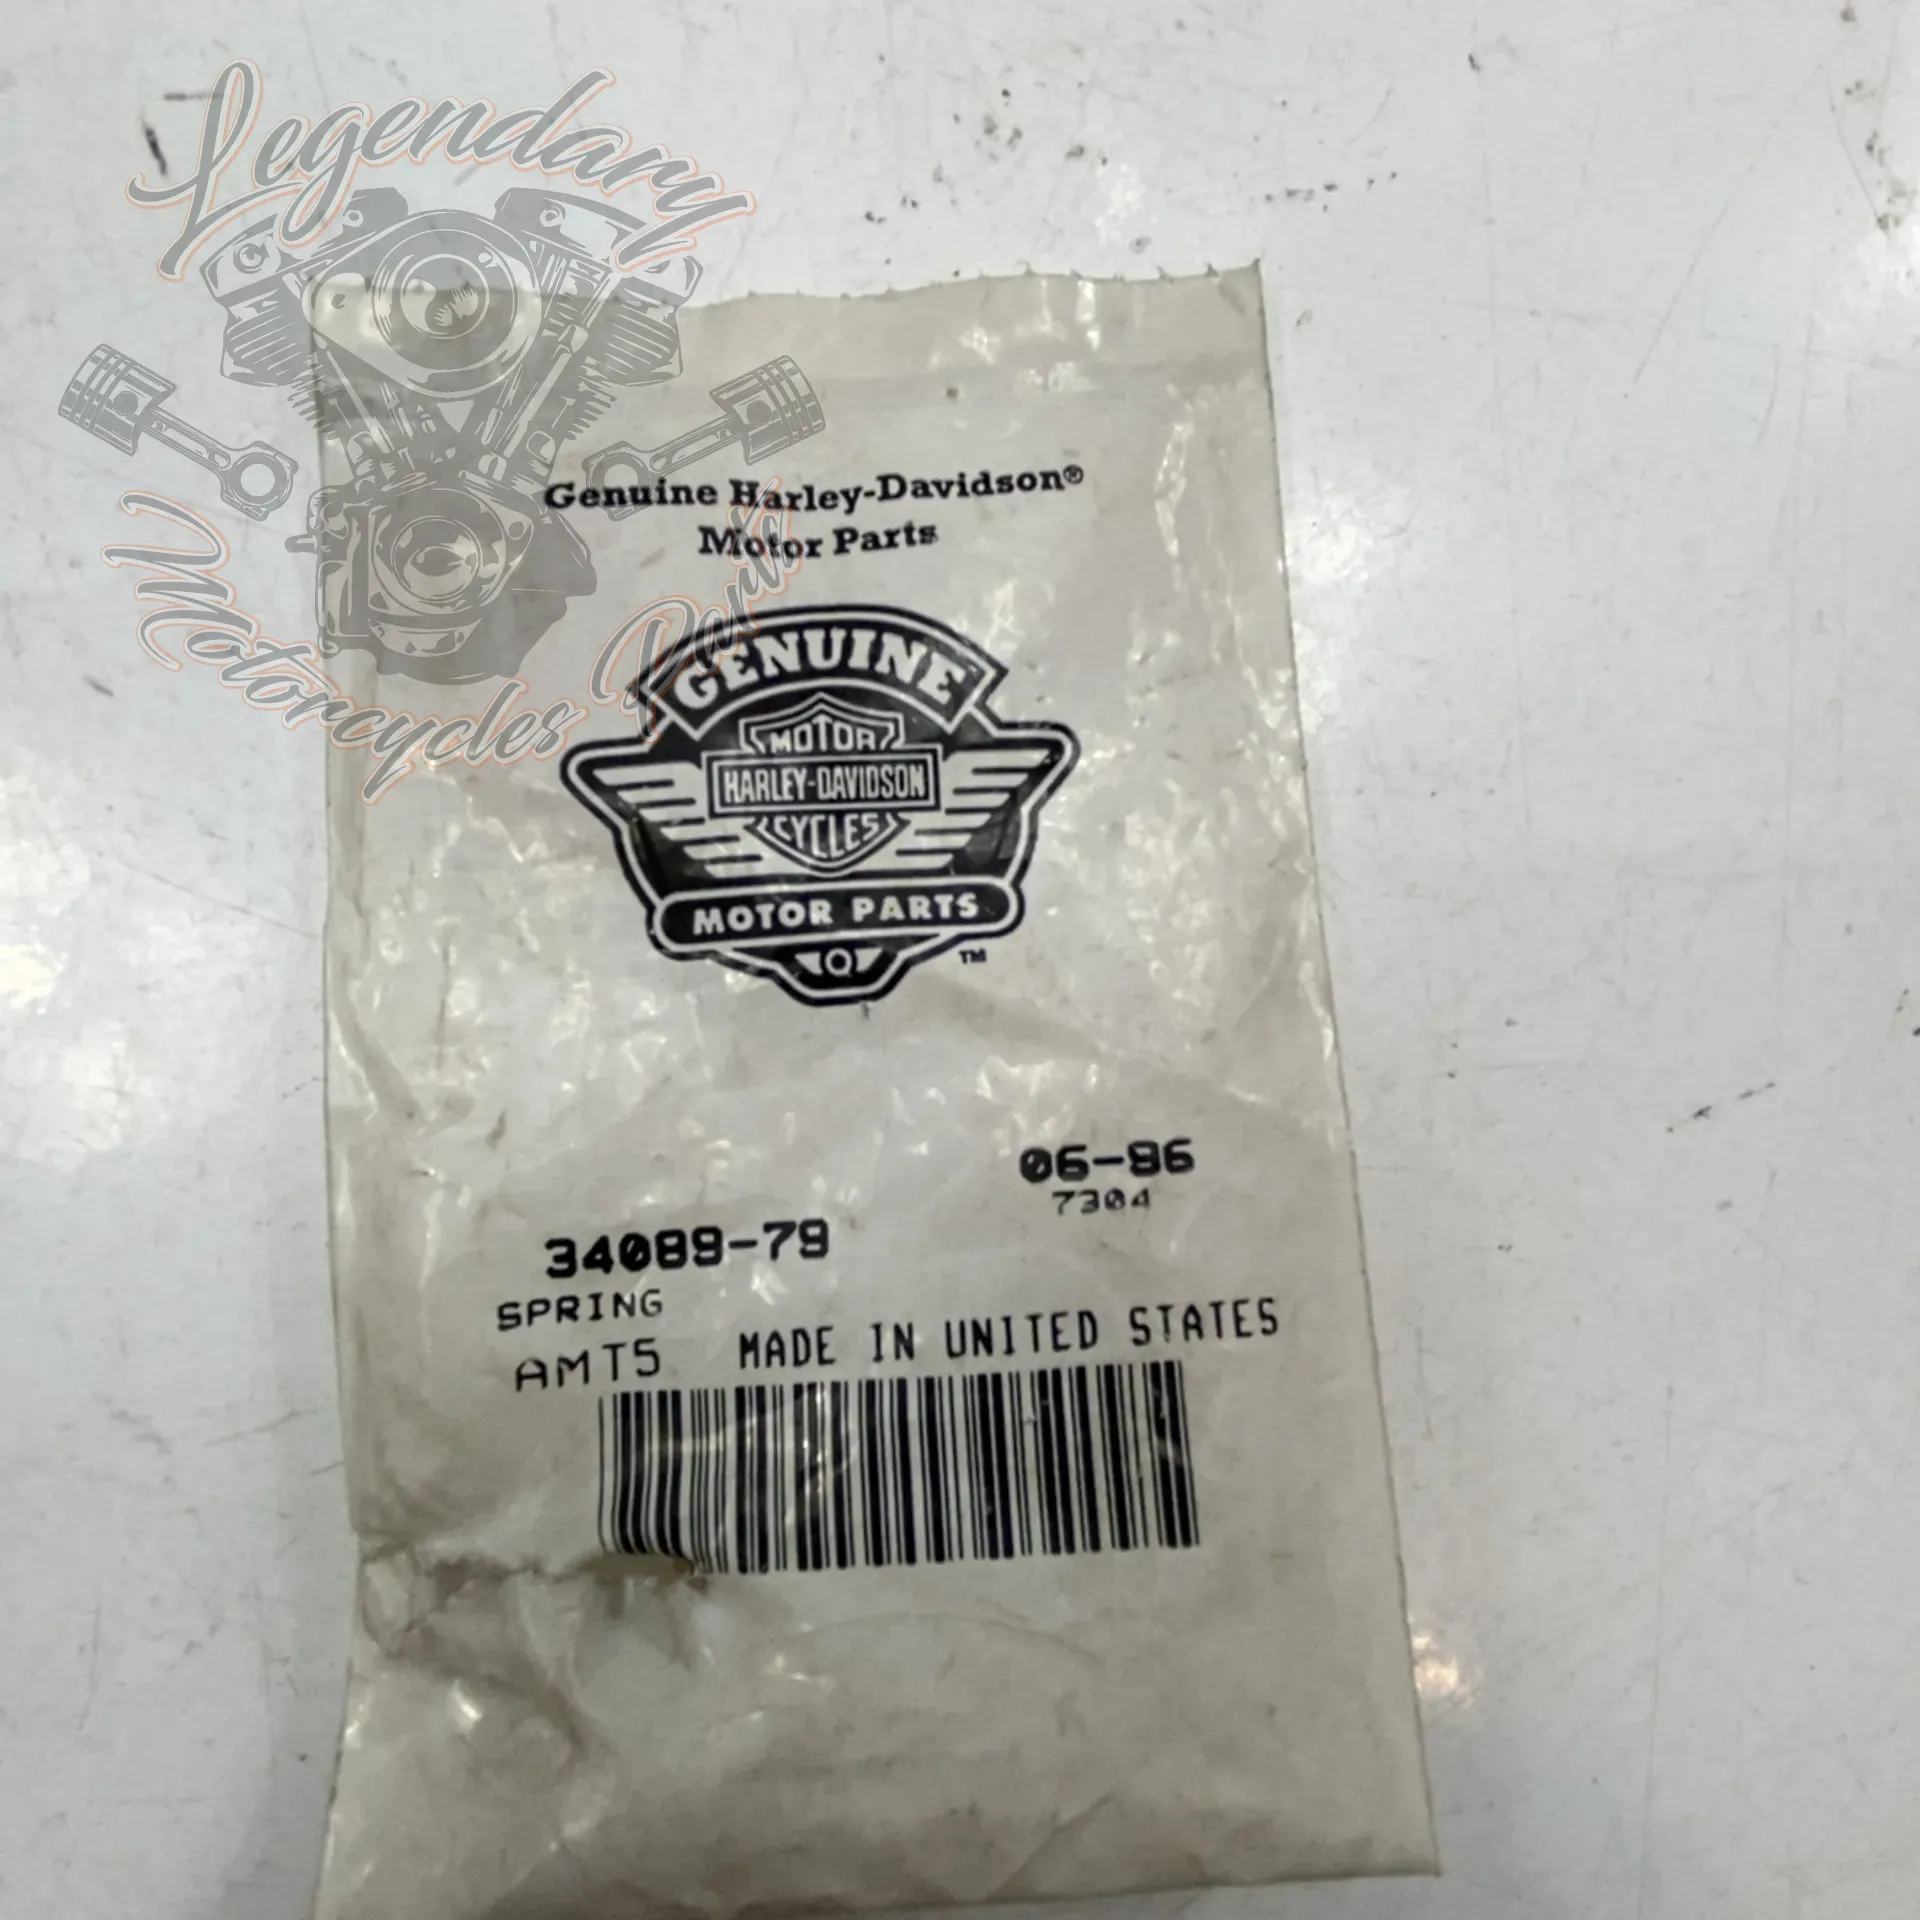 Legendary
Motorcycles Parts
Genuine Harley-Davidson®
Motor Parts
GENUINE
MOTOR
HARLEY-DAVIDSON
CYCLES
MOTOR PARTS
Q
TM
06-86
7304
34089-79
SPRING
AMT5 MADE IN UNITED STATES